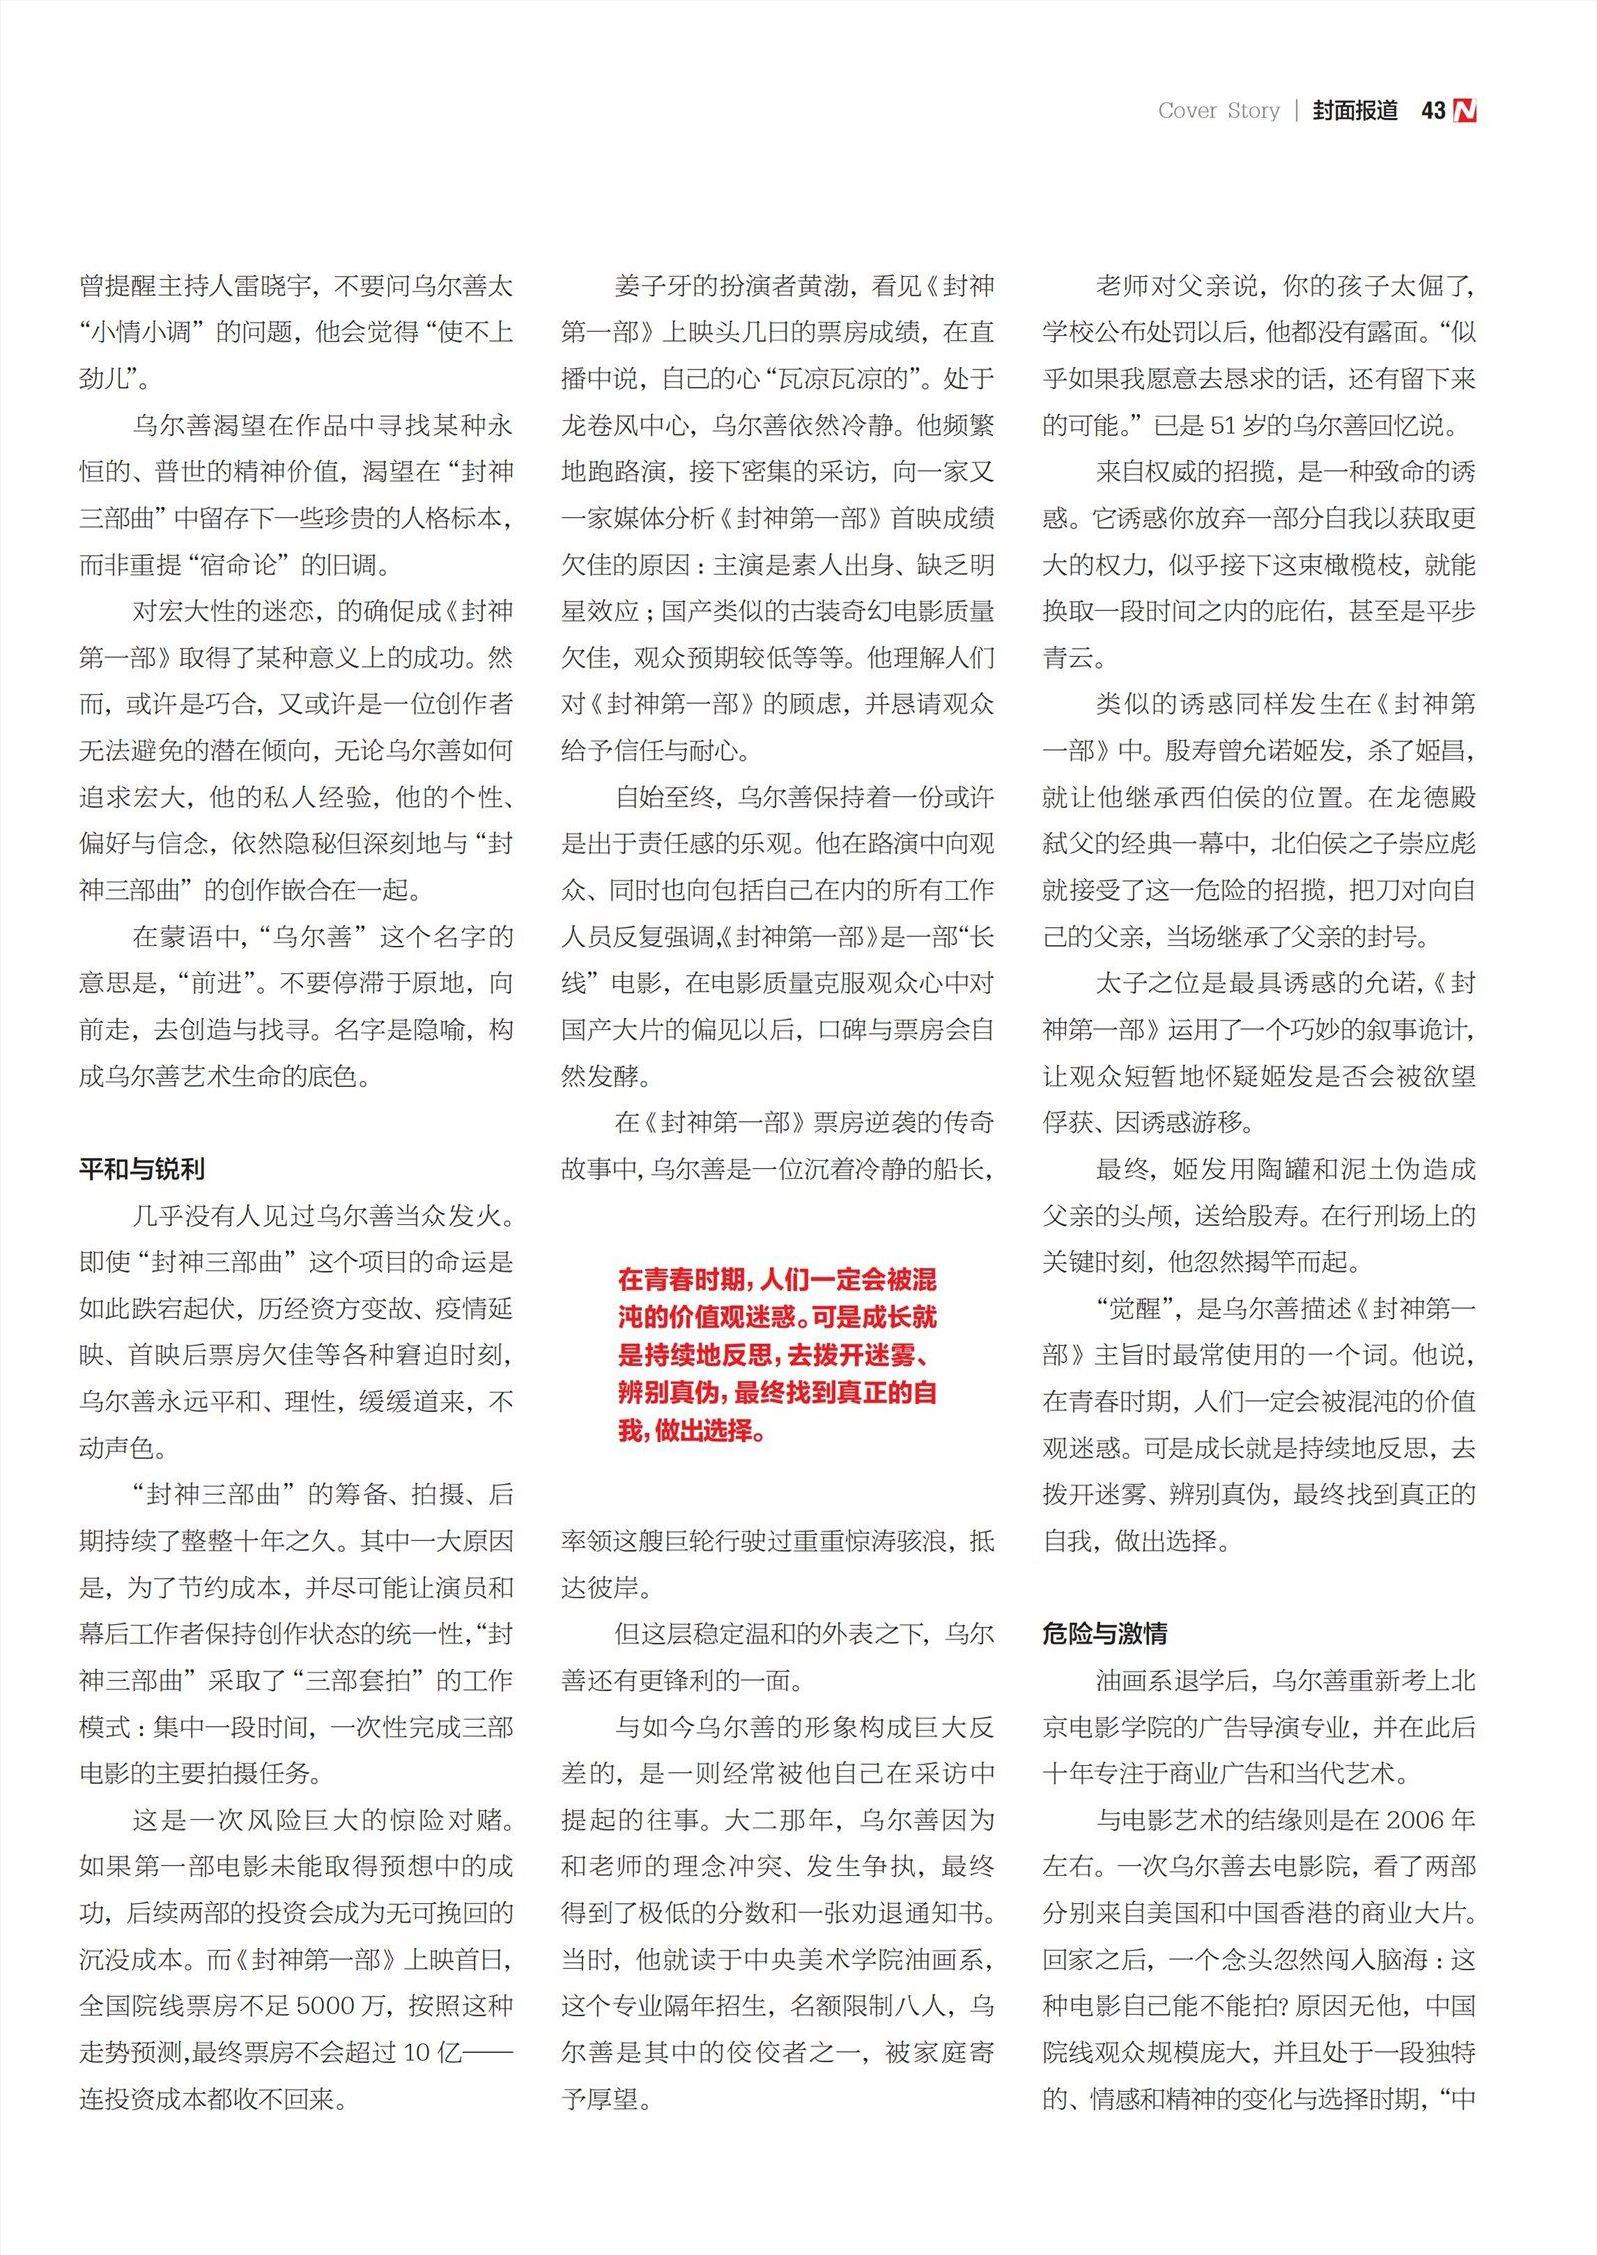 Cover Story | 封面报道 43 N
曾提醒主持人雷晓宇，不要问乌尔善太
“小情小调”的问题，他会觉得“使不上
劲儿”。
乌尔善渴望在作品中寻找某种永
恒的、普世的精神价值，渴望在“封神
三部曲”中留存下一些珍贵的人格标本，
而非重提“宿命论”的旧调。
对宏大性的迷恋，的确促成《封神
第一部》取得了某种意义上的成功。然
而，或许是巧合，又或许是一位创作者
无法避免的潜在倾向，无论乌尔善如何
追求宏大，他的私人经验，他的个性、
偏好与信念，依然隐秘但深刻地与“封
神三部曲”的创作嵌合在一起。
在蒙语中，“乌尔善”这个名字的
意思是，“前进”。不要停滞于原地，向
前走，去创造与找寻。名字是隐喻，构
成乌尔善艺术生命的底色。
平和与锐利
几乎没有人见过乌尔善当众发火。
即使“封神三部曲”这个项目的命运是
如此跌宕起伏，历经资方变故、疫情延
映、首映后票房欠佳等各种窘迫时刻，
乌尔善永远平和、理性，缓缓道来，不
动声色。
“封神三部曲”的筹备、拍摄、后
期持续了整整十年之久。其中一大原因
是，为了节约成本，并尽可能让演员和
幕后工作者保持创作状态的统一性，“封
神三部曲”采取了“三部套拍”的工作
模式：集中一段时间，一次性完成三部
电影的主要拍摄任务。
这是一次风险巨大的惊险对赌。
如果第一部电影未能取得预想中的成
功，后续两部的投资会成为无可挽回的
沉没成本。而《封神第一部》上映首日，
全国院线票房不足 5000 万，按照这种
走势预测,最终票房不会超过 10 亿——
连投资成本都收不回来。
姜子牙的扮演者黄渤，看见《封神
第一部》上映头几日的票房成绩，在直
播中说，自己的心“瓦凉瓦凉的”。处于
龙卷风中心，乌尔善依然冷静。他频繁
地跑路演，接下密集的采访，向一家又
一家媒体分析《封神第一部》首映成绩
欠佳的原因：主演是素人出身、缺乏明
星效应；国产类似的古装奇幻电影质量
欠佳，观众预期较低等等。他理解人们
对《封神第一部》的顾虑，并恳请观众
给予信任与耐心。
自始至终，乌尔善保持着一份或许
是出于责任感的乐观。他在路演中向观
众、同时也向包括自己在内的所有工作
人员反复强调,《封神第一部》是一部“长
线”电影，在电影质量克服观众心中对
国产大片的偏见以后，口碑与票房会自
然发酵。
在《封神第一部》票房逆袭的传奇
故事中，乌尔善是一位沉着冷静的船长，
在青春时期，人们一定会被混
沌的价值观迷惑。可是成长就
是持续地反思，去拨开迷雾、
辨别真伪，最终找到真正的自
我，做出选择。
率领这艘巨轮行驶过重重惊涛骇浪，抵
达彼岸。
但这层稳定温和的外表之下，乌尔
善还有更锋利的一面。
与如今乌尔善的形象构成巨大反
差的，是一则经常被他自己在采访中
提起的往事。大二那年，乌尔善因为
和老师的理念冲突、发生争执，最终
得到了极低的分数和一张劝退通知书。
当时，他就读于中央美术学院油画系，
这个专业隔年招生，名额限制八人，乌
尔善是其中的佼佼者之一，被家庭寄
予厚望。
老师对父亲说，你的孩子太倔了，
学校公布处罚以后，他都没有露面。“似
乎如果我愿意去恳求的话，还有留下来
的可能。”已是 51 岁的乌尔善回忆说。
来自权威的招揽，是一种致命的诱
惑。它诱惑你放弃一部分自我以获取更
大的权力，似乎接下这束橄榄枝，就能
换取一段时间之内的庇佑，甚至是平步
青云。
类似的诱惑同样发生在《封神第
一部》中。殷寿曾允诺姬发，杀了姬昌，
就让他继承西伯侯的位置。在龙德殿
弑父的经典一幕中，北伯侯之子崇应彪
就接受了这一危险的招揽，把刀对向自
己的父亲，当场继承了父亲的封号。
太子之位是最具诱惑的允诺，《封
神第一部》运用了一个巧妙的叙事诡计，
让观众短暂地怀疑姬发是否会被欲望
俘获、因诱惑游移。
最终，姬发用陶罐和泥土伪造成
父亲的头颅，送给殷寿。在行刑场上的
关键时刻，他忽然揭竿而起。
“觉醒”，是乌尔善描述《封神第一
部》主旨时最常使用的一个词。他说，
在青春时期，人们一定会被混沌的价值
观迷惑。可是成长就是持续地反思，去
拨开迷雾、辨别真伪，最终找到真正的
自我，做出选择。
危险与激情
油画系退学后，乌尔善重新考上北
京电影学院的广告导演专业，并在此后
十年专注于商业广告和当代艺术。
与电影艺术的结缘则是在 2006 年
左右。一次乌尔善去电影院，看了两部
分别来自美国和中国香港的商业大片。
回家之后，一个念头忽然闯入脑海：这
种电影自己能不能拍？原因无他，中国
院线观众规模庞大，并且处于一段独特
的、情感和精神的变化与选择时期，“中